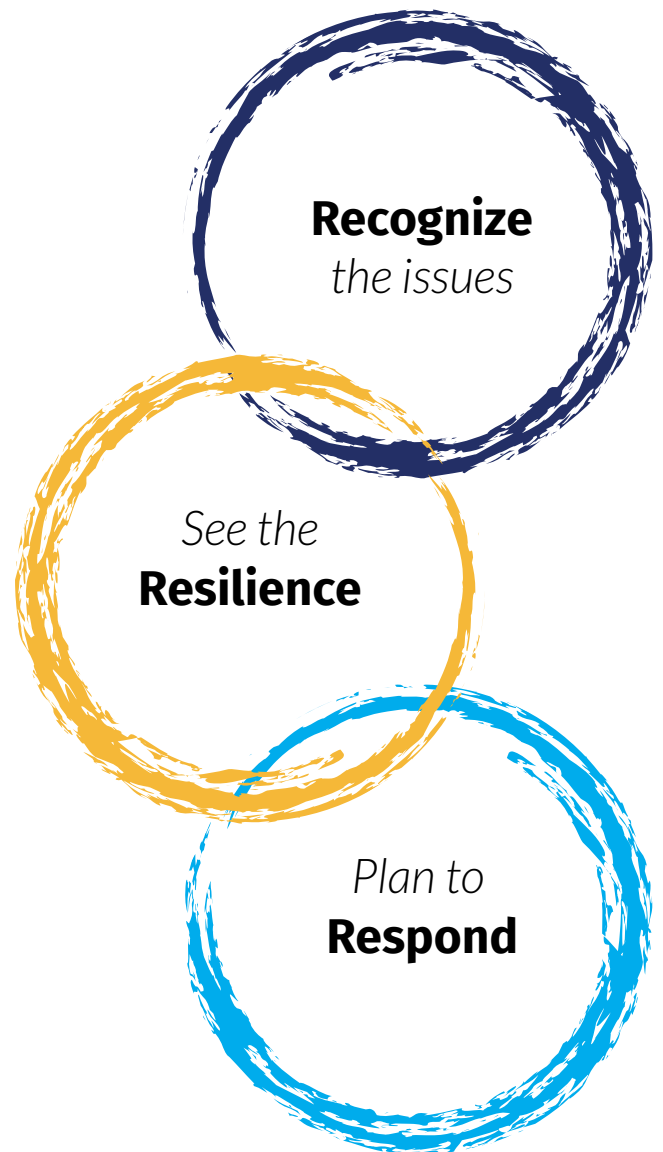 Recognize
the issues
See the
Resilience
Plan to
Respond